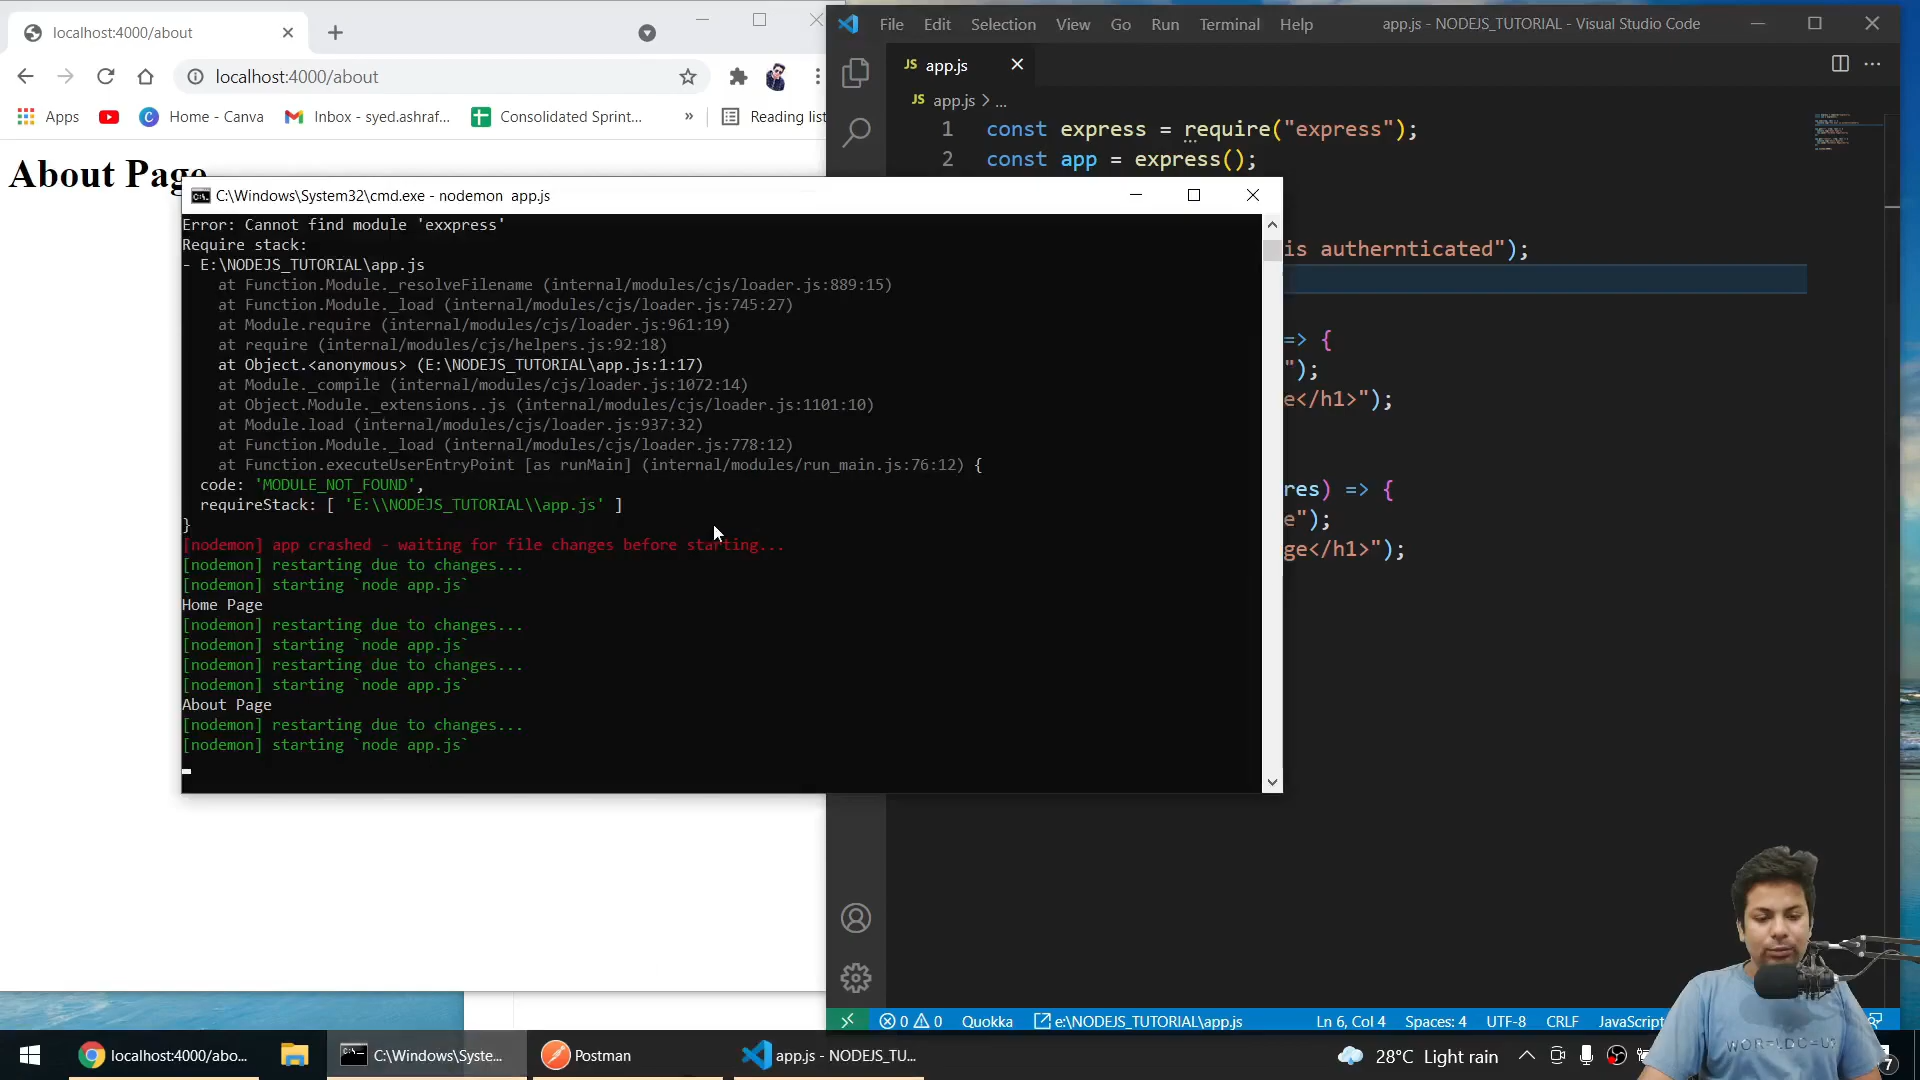 localhost:4000/about
localhost:4000/about
Apps
Home - Canva
Inbox - syed.ashraf...
Consolidated Sprint...
»
Reading list
About Page
File Edit Selection View Go Run Terminal Help
app.js - NODEJS_TUTORIAL - Visual Studio Code
JS app.js
JS app.js > ...
1 const express = require("express");
2 const app = express();
is authernticated");
=> {
");
e</h1>");
res) => {
e");
ge</h1>");
C:\Windows\System32\cmd.exe - nodemon app.js
Error: Cannot find module 'exxpress'
Require stack:
- E:\NODEJS_TUTORIAL\app.js
at Function.Module._resolveFilename (internal/modules/cjs/loader.js:889:15)
at Function.Module._load (internal/modules/cjs/loader.js:745:27)
at Module.require (internal/modules/cjs/loader.js:961:19)
at require (internal/modules/cjs/helpers.js:92:18)
at Object.<anonymous> (E:\NODEJS_TUTORIAL\app.js:1:17)
at Module._compile (internal/modules/cjs/loader.js:1072:14)
at Object.Module._extensions..js (internal/modules/cjs/loader.js:1101:10)
at Module.load (internal/modules/cjs/loader.js:937:32)
at Function.Module._load (internal/modules/cjs/loader.js:778:12)
at Function.executeUserEntryPoint [as runMain] (internal/modules/run_main.js:76:12) {
code: 'MODULE_NOT_FOUND',
requireStack: [ 'E:\\NODEJS_TUTORIAL\\app.js' ]
}
[nodemon] app crashed - waiting for file changes before starting...
[nodemon] restarting due to changes...
[nodemon] starting `node app.js`
Home Page
[nodemon] restarting due to changes...
[nodemon] starting `node app.js`
[nodemon] restarting due to changes...
[nodemon] starting `node app.js`
About Page
[nodemon] restarting due to changes...
[nodemon] starting `node app.js`
0 0 Quokka e:\NODEJS_TUTORIAL\app.js Ln 6, Col 4 Spaces: 4 UTF-8 CRLF JavaScript
localhost:4000/abo...
C:\Windows\Syste...
Postman
app.js - NODEJS_TU...
28°C Light rain
7